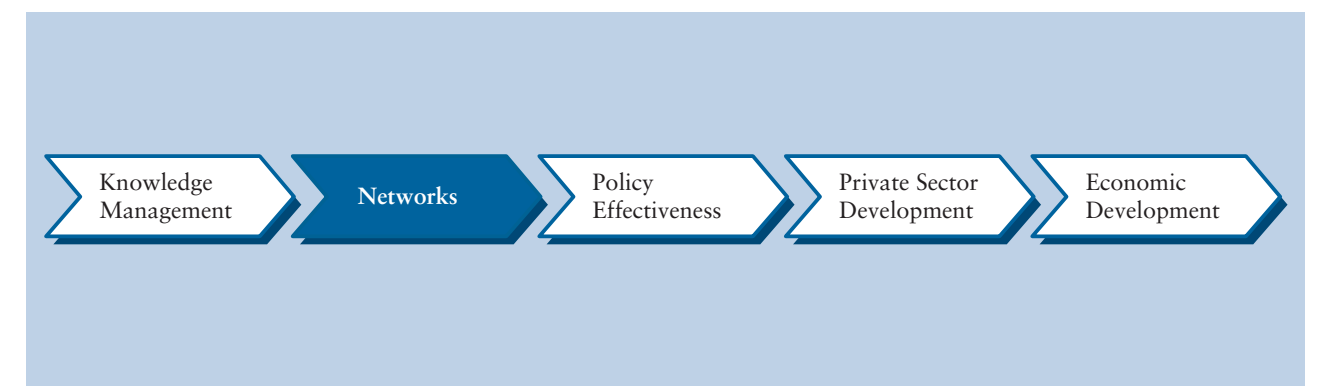 Knowledge
Management
Networks
Policy
Effectiveness
Private Sector
Development
Economic
Development